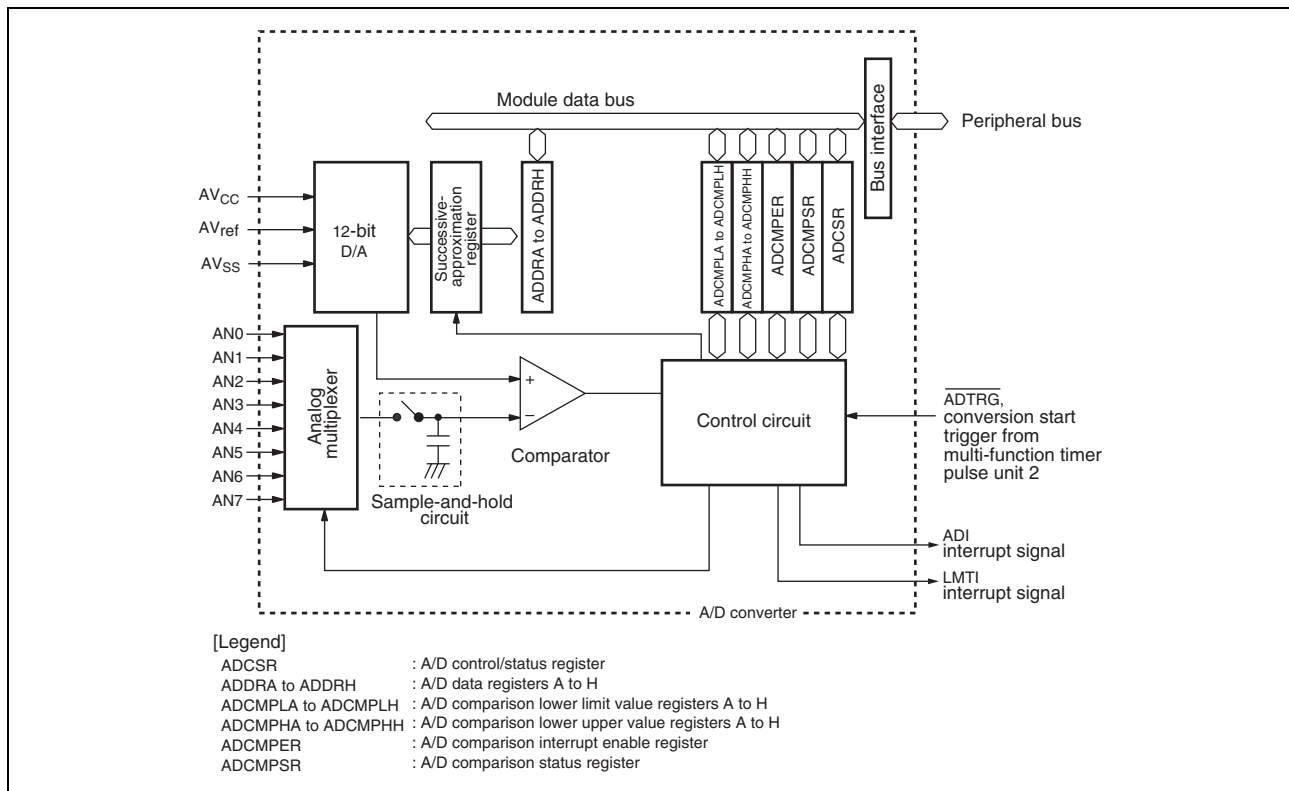 Module data bus
Bus interface
Peripheral bus
AVCC
AVref
AVSS
12-bit
D/A
Successive-
approximation
register
ADDRA to ADDRH
ADCMPLA to ADCMPLH
ADCMPHA to ADCMPHH
ADCMPER
ADCMPSR
ADCSR
AN0
AN1
AN2
AN3
AN4
AN5
AN6
AN7
Analog
multiplexer
+
−
Comparator
Sample-and-hold
circuit
Control circuit
ADTRG,
conversion start
trigger from
multi-function timer
pulse unit 2
ADI
interrupt signal
LMTI
interrupt signal
A/D converter
[Legend]
ADCSR : A/D control/status register
ADDRA to ADDRH : A/D data registers A to H
ADCMPLA to ADCMPLH : A/D comparison lower limit value registers A to H
ADCMPHA to ADCMPHH : A/D comparison lower upper value registers A to H
ADCMPER : A/D comparison interrupt enable register
ADCMPSR : A/D comparison status register